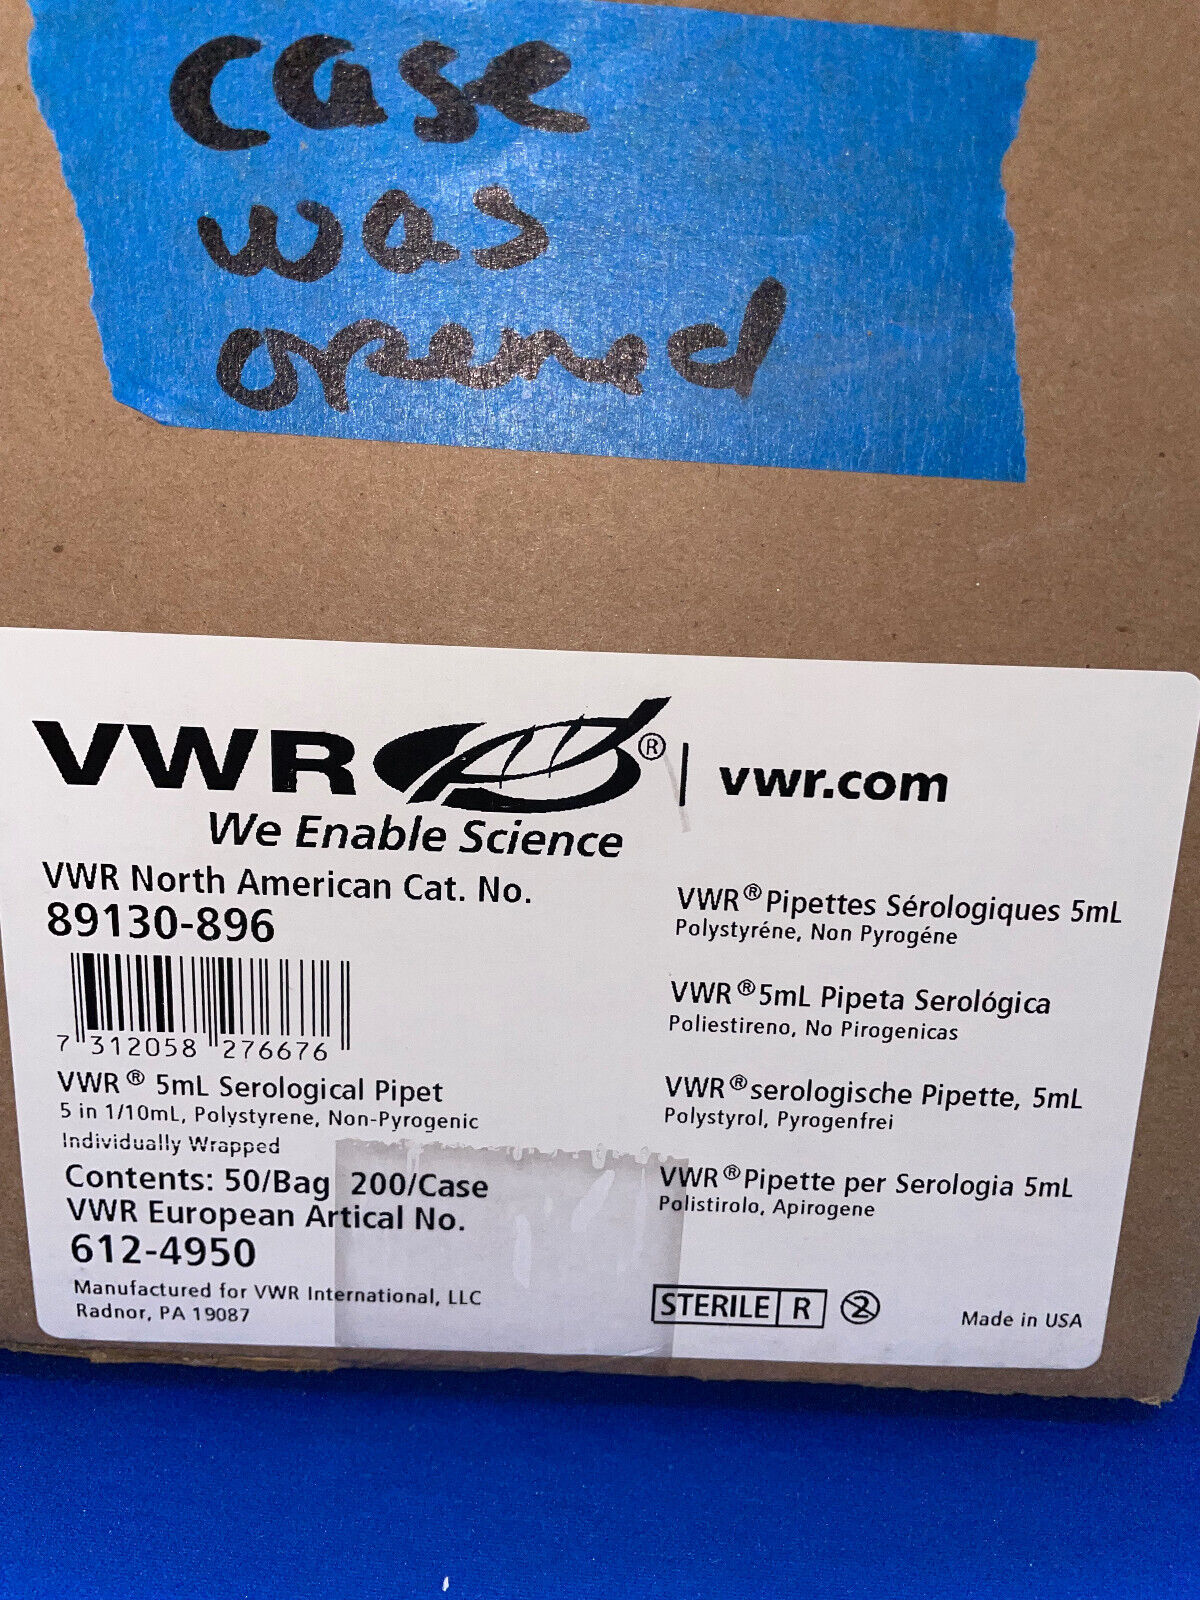 case
was
opened
VWR® | vwr.com
We Enable Science
VWR North American Cat. No.
89130-896
7 312058 276676
VWR® 5mL Serological Pipet
5 in 1/10mL, Polystyrene, Non-Pyrogenic
Individually Wrapped
Contents: 50/Bag 200/Case
VWR European Artical No.
612-4950
Manufactured for VWR International, LLC
Radnor, PA 19087
VWR® Pipettes Sérologiques 5mL
Polystyréne, Non Pyrogéne
VWR® 5mL Pipeta Serológica
Poliestireno, No Pirogenicas
VWR® serologische Pipette, 5mL
Polystyrol, Pyrogenfrei
VWR® Pipette per Serologia 5mL
Polistirolo, Apirogene
STERILE R 2
Made in USA